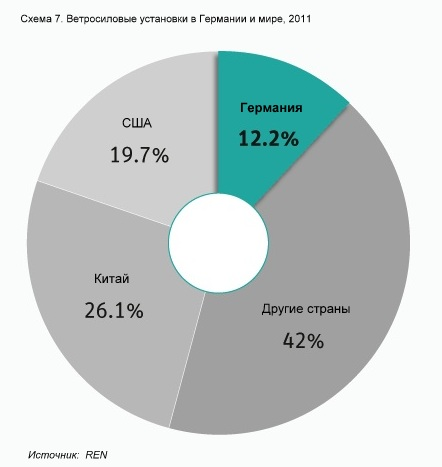 Схема 7. Ветросиловые установки в Германии и мире, 2011
Германия
12.2%
США
19.7%
Китай
26.1%
Другие страны
42%
Источник: REN